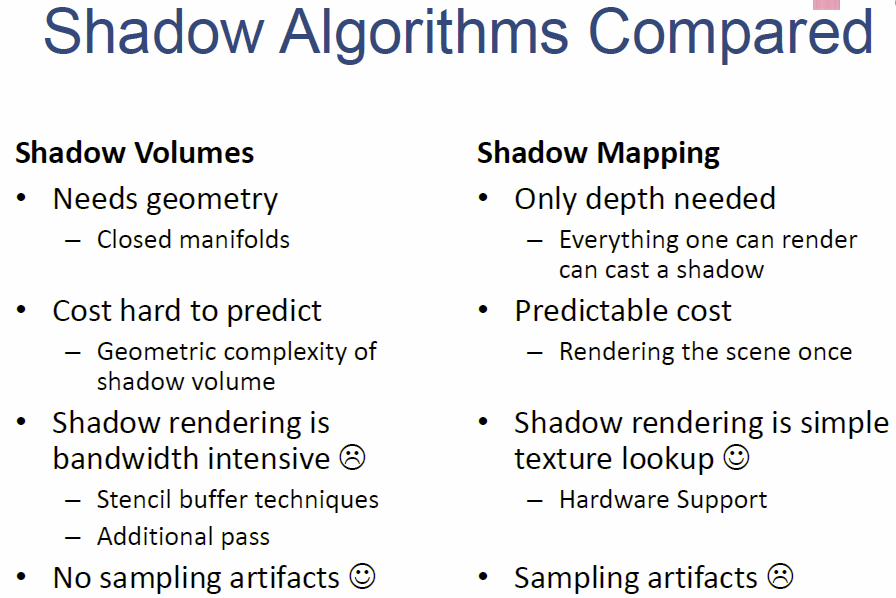 Shadow Algorithms Compared
Shadow Volumes
• Needs geometry
– Closed manifolds
• Cost hard to predict
– Geometric complexity of
shadow volume
• Shadow rendering is
bandwidth intensive ☹
– Stencil buffer techniques
– Additional pass
• No sampling artifacts ☺
Shadow Mapping
• Only depth needed
– Everything one can render
can cast a shadow
• Predictable cost
– Rendering the scene once
• Shadow rendering is simple
texture lookup ☺
– Hardware Support
• Sampling artifacts ☹